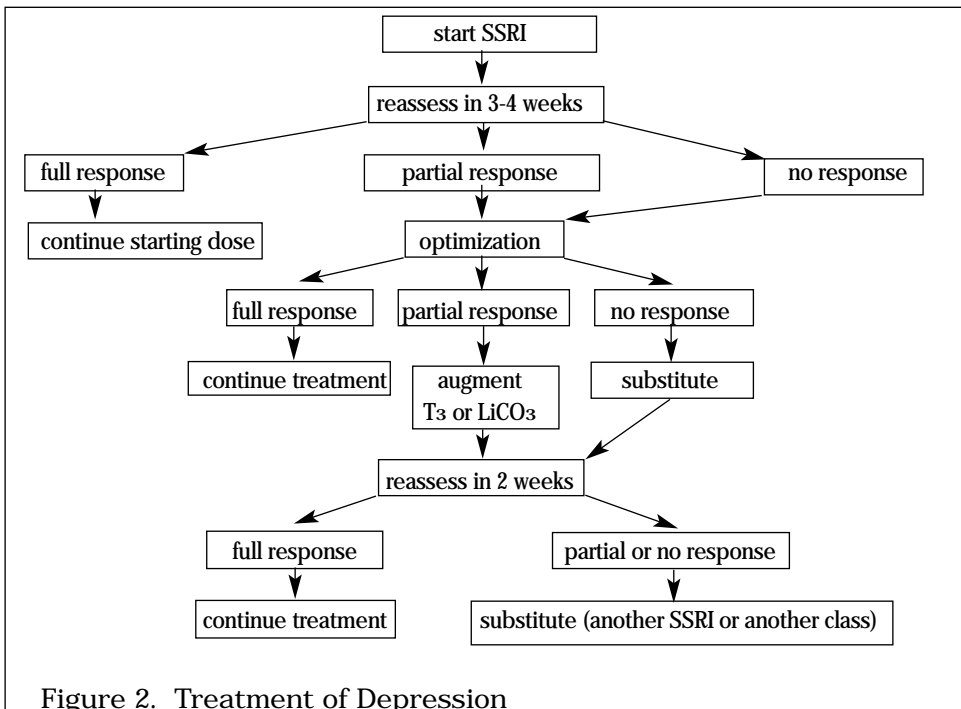 start SSRI
reassess in 3-4 weeks
full response
partial response
no response
continue starting dose
optimization
full response
partial response
no response
continue treatment
augment
T3 or LiCO3
substitute
reassess in 2 weeks
full response
partial or no response
continue treatment
substitute (another SSRI or another class)
Figure 2. Treatment of Depression